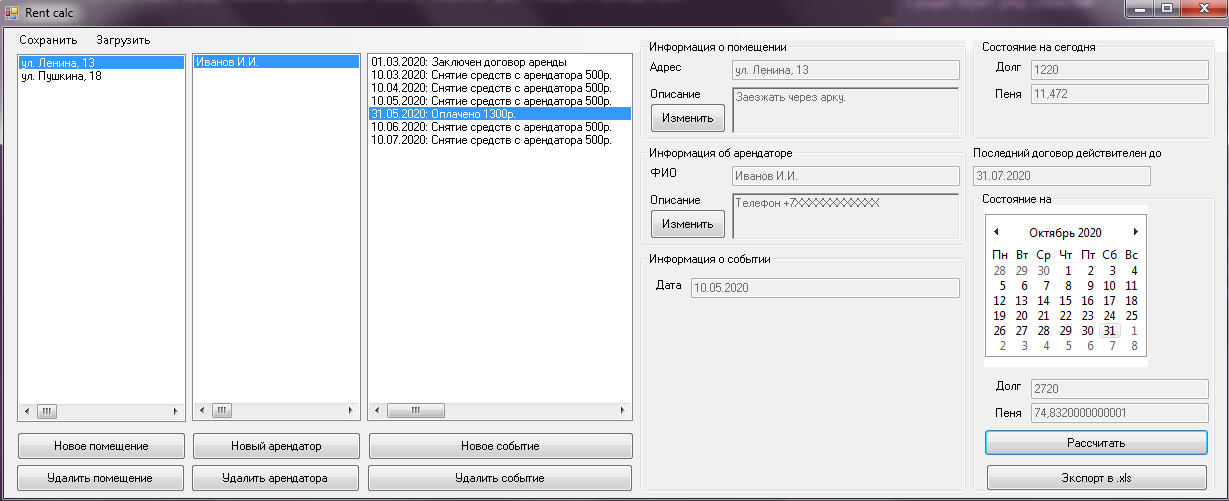 Rent calc
Сохранить Загрузить
ул. Ленина, 13
ул. Пушкина, 18
Иванов И.И.
01.03.2020: Заключен договор аренды
10.03.2020: Снятие средств с арендатора 500р.
10.04.2020: Снятие средств с арендатора 500р.
10.05.2020: Снятие средств с арендатора 500р.
31.05.2020: Оплачено 1300р.
10.06.2020: Снятие средств с арендатора 500р.
10.07.2020: Снятие средств с арендатора 500р.
Новое помещение
Новый арендатор
Новое событие
Удалить помещение
Удалить арендатора
Удалить событие
Информация о помещении
Адрес ул. Ленина, 13
Описание Заезжать через арку.
Изменить
Информация об арендаторе
ФИО Иванов И.И.
Описание Телефон +7XXXXXXXXXXXX
Изменить
Информация о событии
Дата 10.05.2020
Состояние на сегодня
Долг 1220
Пеня 11,472
Последний договор действителен до
31.07.2020
Состояние на
Октябрь 2020
Пн Вт Ср Чт Пт Сб Вс
28 29 30 1 2 3 4
5 6 7 8 9 10 11
12 13 14 15 16 17 18
19 20 21 22 23 24 25
26 27 28 29 30 31 1
2 3 4 5 6 7 8
Долг 2720
Пеня 74,8320000000001
Рассчитать
Экспорт в .xls